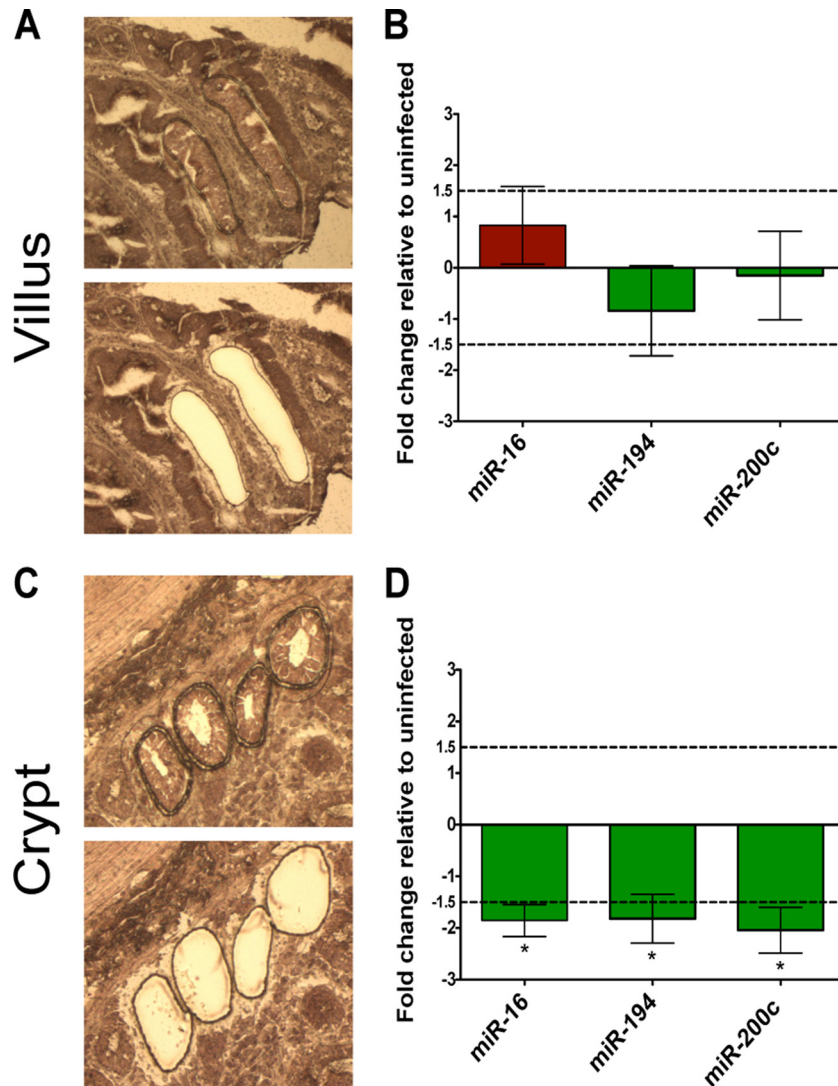 A
Villus
B
Fold change relative to uninfected
3
2
1.5
1
0
-1
-1.5
-2
-3
miR-16
miR-194
miR-200c
C
Crypt
D
Fold change relative to uninfected
3
2
1.5
1
0
-1
-1.5
-2
-3
* * *
miR-16
miR-194
miR-200c